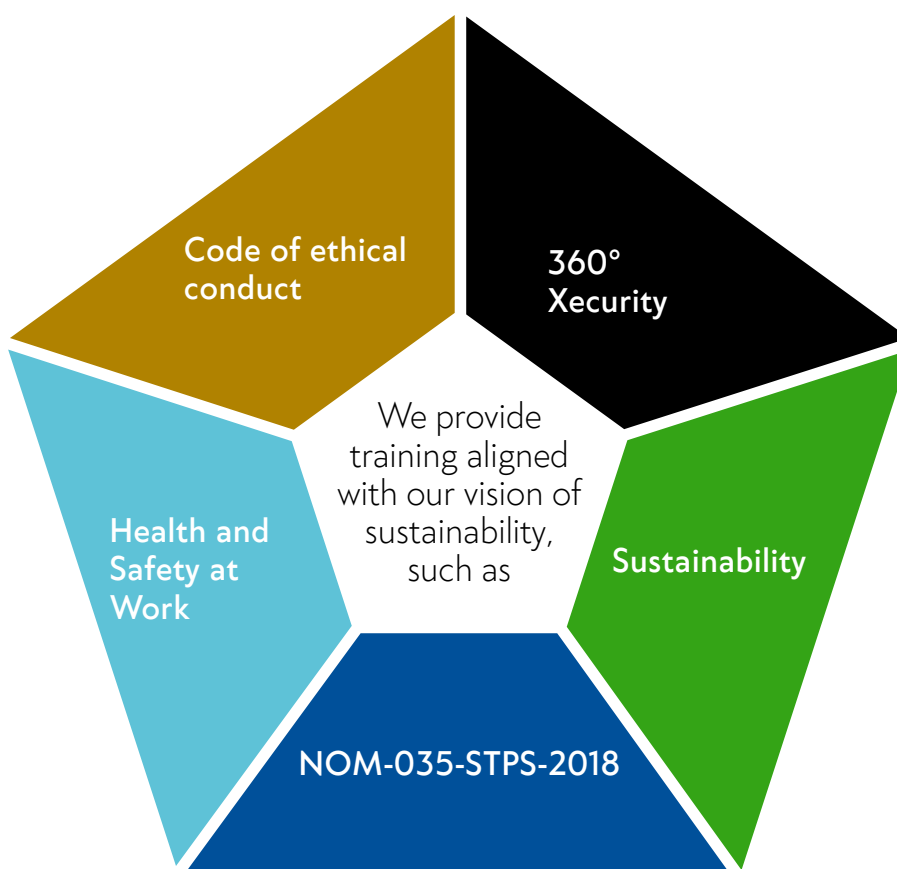 Code of ethical
conduct
360°
Xecurity
We provide
training aligned
with our vision of
sustainability,
such as
Health and
Safety at
Work
Sustainability
NOM-035-STPS-2018